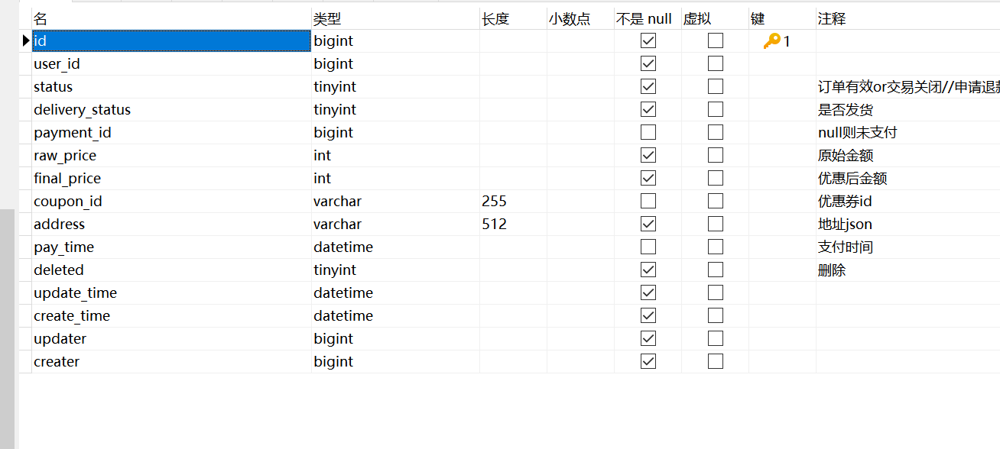 名 类型 长度 小数点 不是 null 虚拟 键 注释
id bigint 1
user_id bigint
status tinyint 订单有效or交易关闭//申请退款
delivery_status tinyint 是否发货
payment_id bigint null则未支付
raw_price int 原始金额
final_price int 优惠后金额
coupon_id varchar 255 优惠券id
address varchar 512 地址json
pay_time datetime 支付时间
deleted tinyint 删除
update_time datetime
create_time datetime
updater bigint
creater bigint